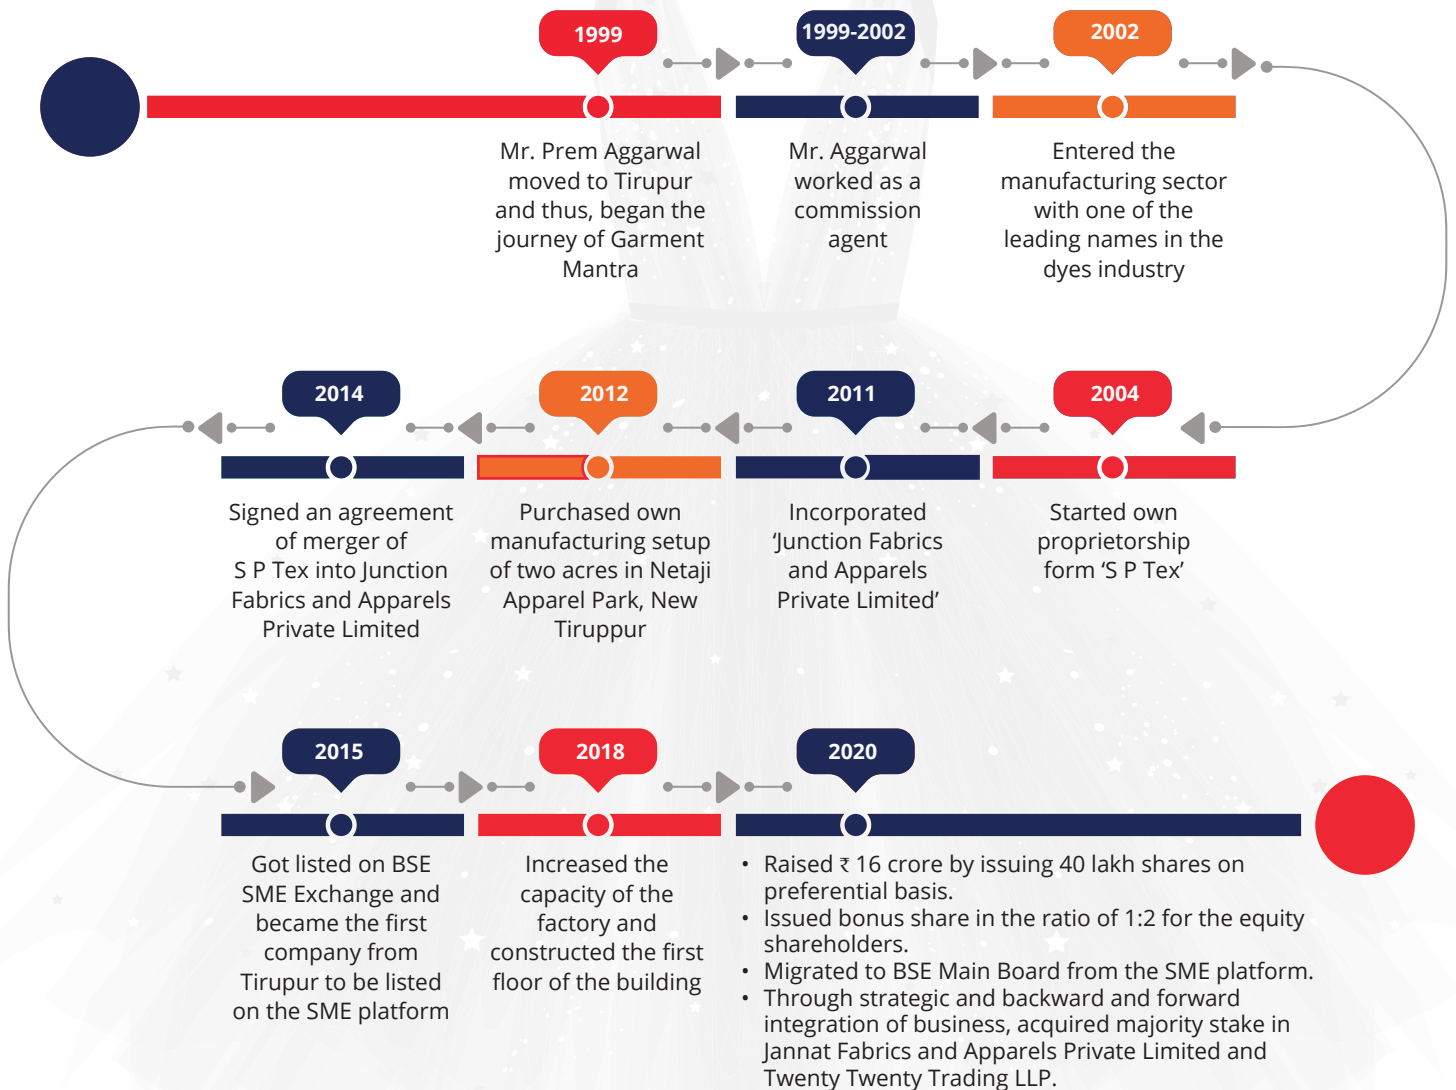 1999
Mr. Prem Aggarwal
moved to Tirupur
and thus, began the
journey of Garment
Mantra
1999-2002
Mr. Aggarwal
worked as a
commission
agent
2002
Entered the
manufacturing sector
with one of the
leading names in the
dyes industry
2004
Started own
proprietorship
form ‘S P Tex’
2011
Incorporated
‘Junction Fabrics
and Apparels
Private Limited’
2012
Purchased own
manufacturing setup
of two acres in Netaji
Apparel Park, New
Tiruppur
2014
Signed an agreement
of merger of
S P Tex into Junction
Fabrics and Apparels
Private Limited
2015
Got listed on BSE
SME Exchange and
became the first
company from
Tirupur to be listed
on the SME platform
2018
Increased the
capacity of the
factory and
constructed the first
floor of the building
2020
• Raised ₹ 16 crore by issuing 40 lakh shares on
preferential basis.
• Issued bonus share in the ratio of 1:2 for the equity
shareholders.
• Migrated to BSE Main Board from the SME platform.
• Through strategic and backward and forward
integration of business, acquired majority stake in
Jannat Fabrics and Apparels Private Limited and
Twenty Twenty Trading LLP.